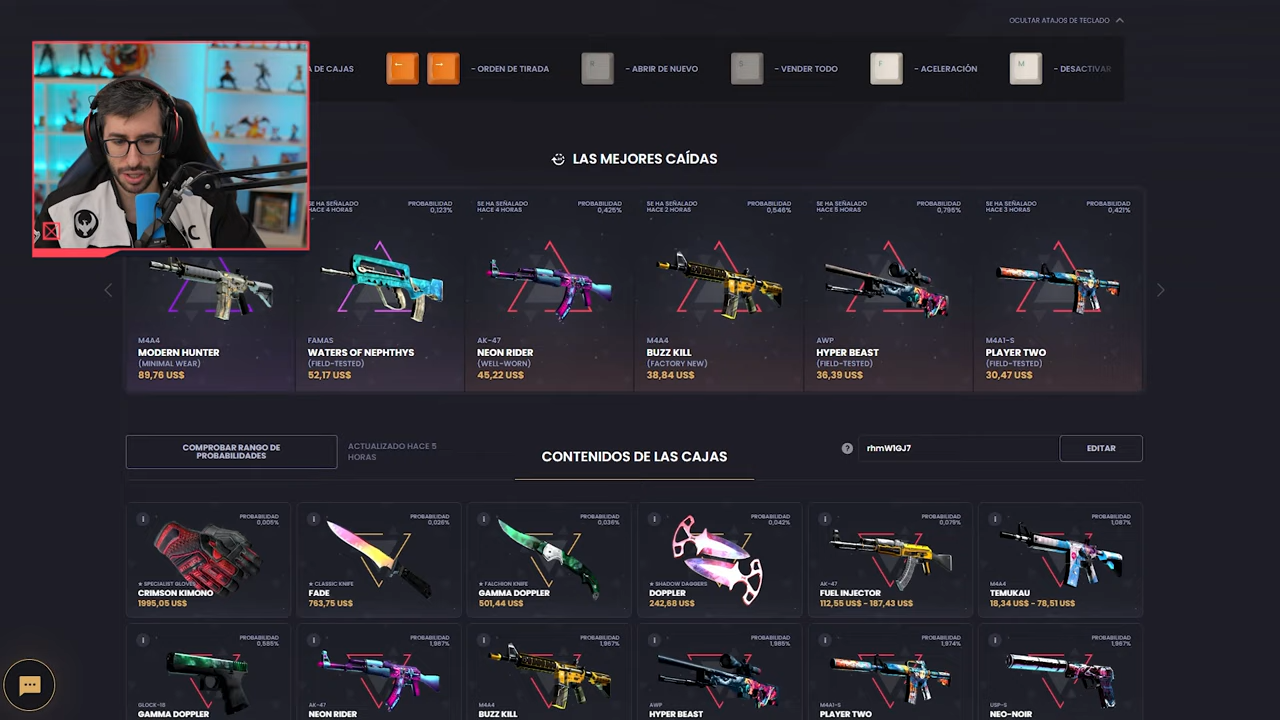 OCULTAR ATAJOS DE TECLADO
A DE CAJAS
- ORDEN DE TIRADA
- ABRIR DE NUEVO
S
- VENDER TODO
F
- ACELERACIÓN
M
- DESACTIVAR
LAS MEJORES CAÍDAS
PROBABILIDAD
0,123%
SE HA SEÑALADO
HACE 4 HORAS
PROBABILIDAD
0,425%
SE HA SEÑALADO
HACE 4 HORAS
PROBABILIDAD
0,546%
SE HA SEÑALADO
HACE 2 HORAS
PROBABILIDAD
0,795%
SE HA SEÑALADO
HACE 5 HORAS
PROBABILIDAD
0,421%
SE HA SEÑALADO
HACE 3 HORAS
M4A4
MODERN HUNTER
(MINIMAL WEAR)
89,76 US$
FAMAS
WATERS OF NEPHTHYS
(FIELD-TESTED)
52,17 US$
AK-47
NEON RIDER
(WELL-WORN)
45,22 US$
M4A4
BUZZ KILL
(FACTORY NEW)
38,84 US$
AWP
HYPER BEAST
(FIELD-TESTED)
36,39 US$
M4A1-S
PLAYER TWO
(FIELD-TESTED)
30,47 US$
COMPROBAR RANGO DE
PROBABILIDADES
ACTUALIZADO HACE 5
HORAS
CONTENIDOS DE LAS CAJAS
?
rhmW1GJ7
EDITAR
PROBABILIDAD
0,006%
★ SPECIALIST GLOVES
CRIMSON KIMONO
1995,05 US$
PROBABILIDAD
0,026%
★ CLASSIC KNIFE
FADE
763,75 US$
PROBABILIDAD
0,036%
★ FALCHION KNIFE
GAMMA DOPPLER
501,44 US$
PROBABILIDAD
0,042%
★ SHADOW DAGGERS
DOPPLER
242,68 US$
PROBABILIDAD
0,079%
AK-47
FUEL INJECTOR
112,55 US$ - 187,43 US$
PROBABILIDAD
1,087%
M4A4
TEMUKAU
18,34 US$ - 78,51 US$
PROBABILIDAD
0,585%
GLOCK-18
GAMMA DOPPLER
PROBABILIDAD
1,967%
AK-47
NEON RIDER
PROBABILIDAD
1,967%
M4A4
BUZZ KILL
PROBABILIDAD
1,985%
AWP
HYPER BEAST
PROBABILIDAD
1,974%
M4A1-S
PLAYER TWO
PROBABILIDAD
1,967%
USP-S
NEO-NOIR